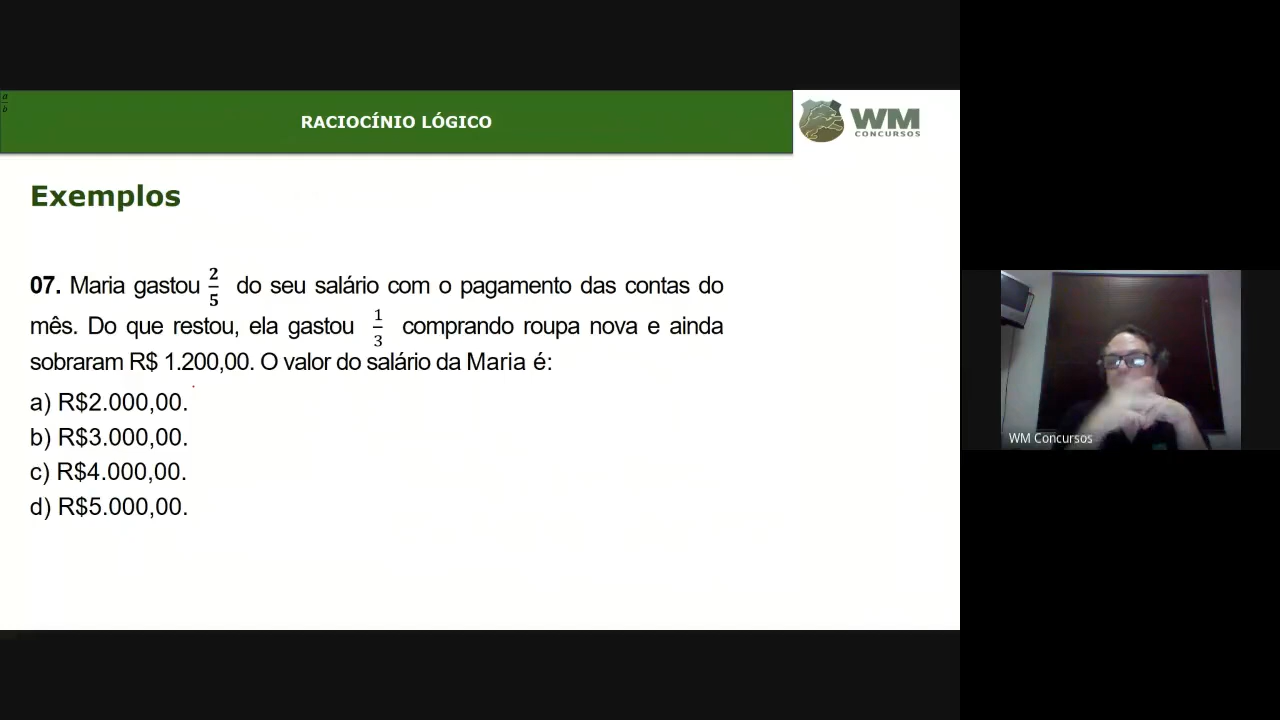 a
b
RACIOCÍNIO LÓGICO
WM
CONCURSOS
Exemplos
07. Maria gastou 2/5 do seu salário com o pagamento das contas do
mês. Do que restou, ela gastou 1/3 comprando roupa nova e ainda
sobraram R$ 1.200,00. O valor do salário da Maria é:
a) R$2.000,00.
b) R$3.000,00.
c) R$4.000,00.
d) R$5.000,00.
WM Concursos